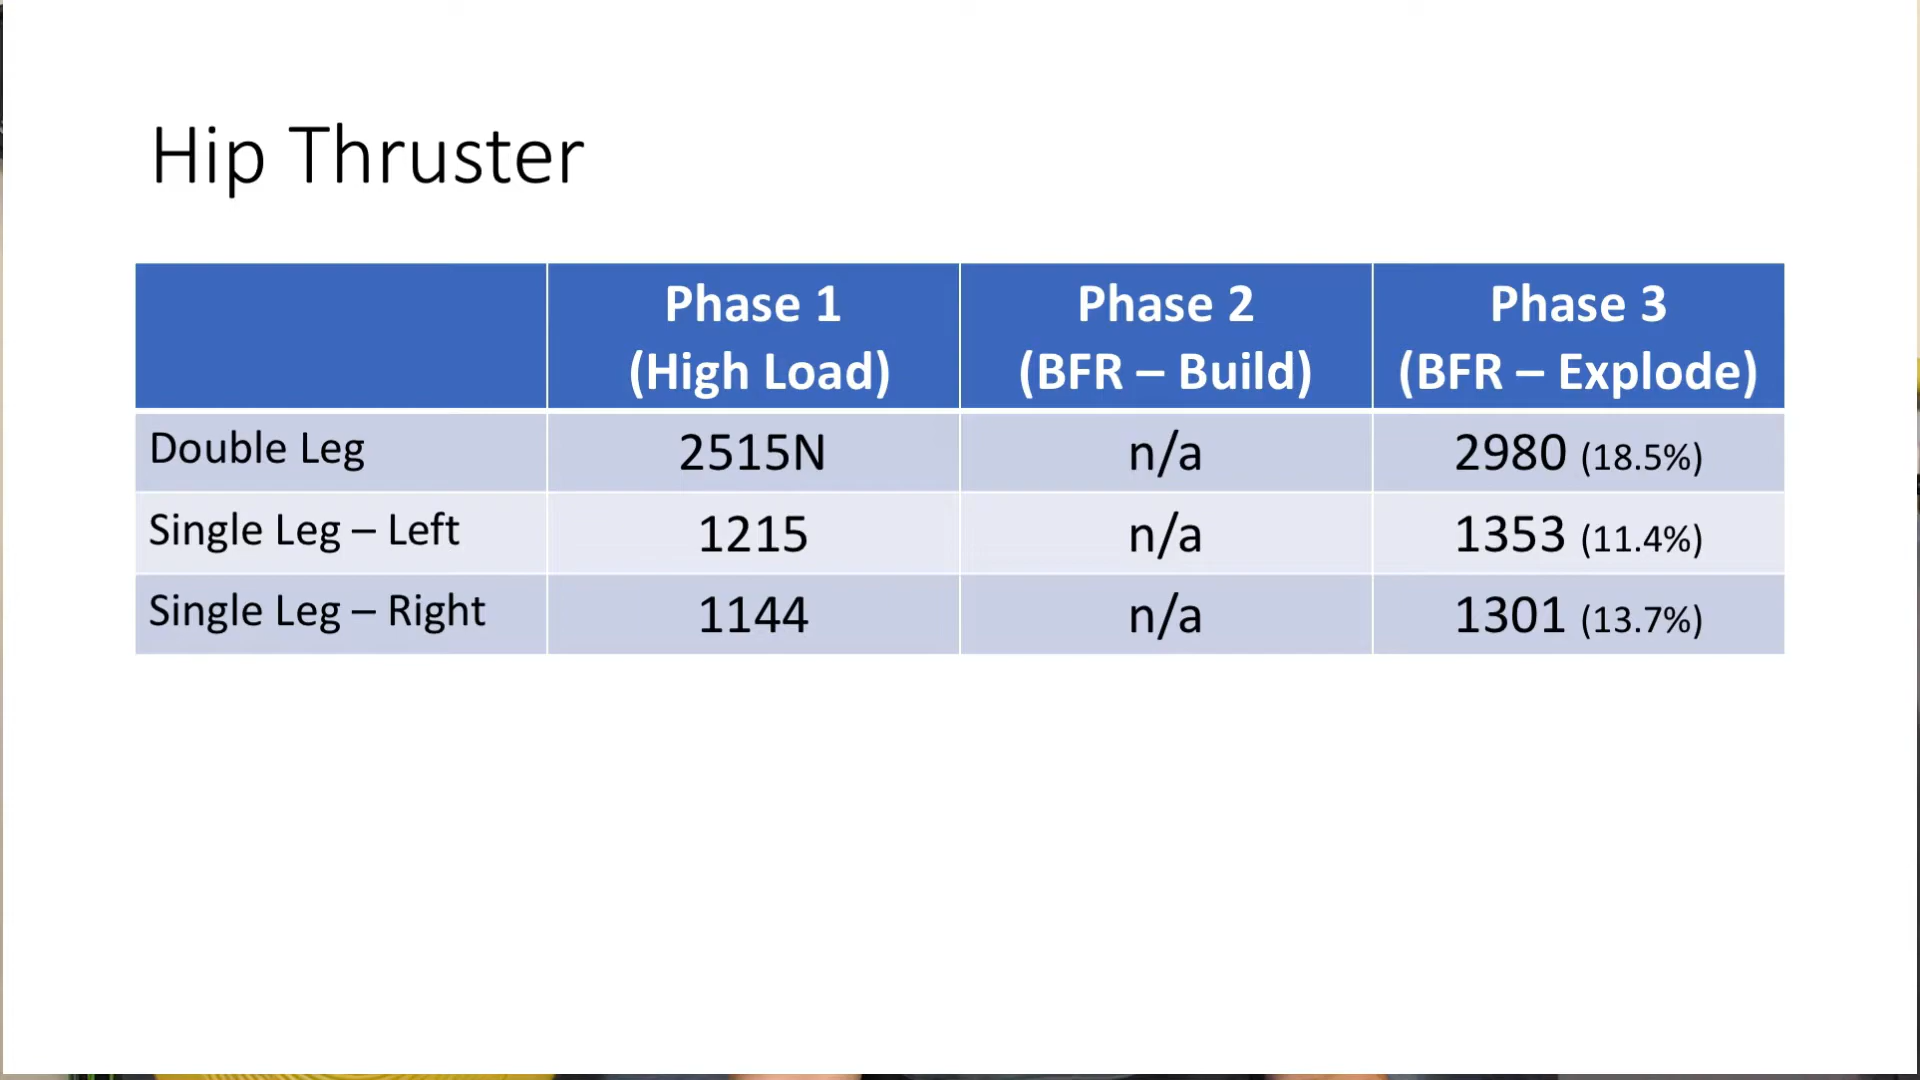 Hip Thruster
Phase 1 Phase 2 Phase 3
(High Load) (BFR – Build) (BFR – Explode)
Double Leg 2515N n/a 2980 (18.5%)
Single Leg – Left 1215 n/a 1353 (11.4%)
Single Leg – Right 1144 n/a 1301 (13.7%)